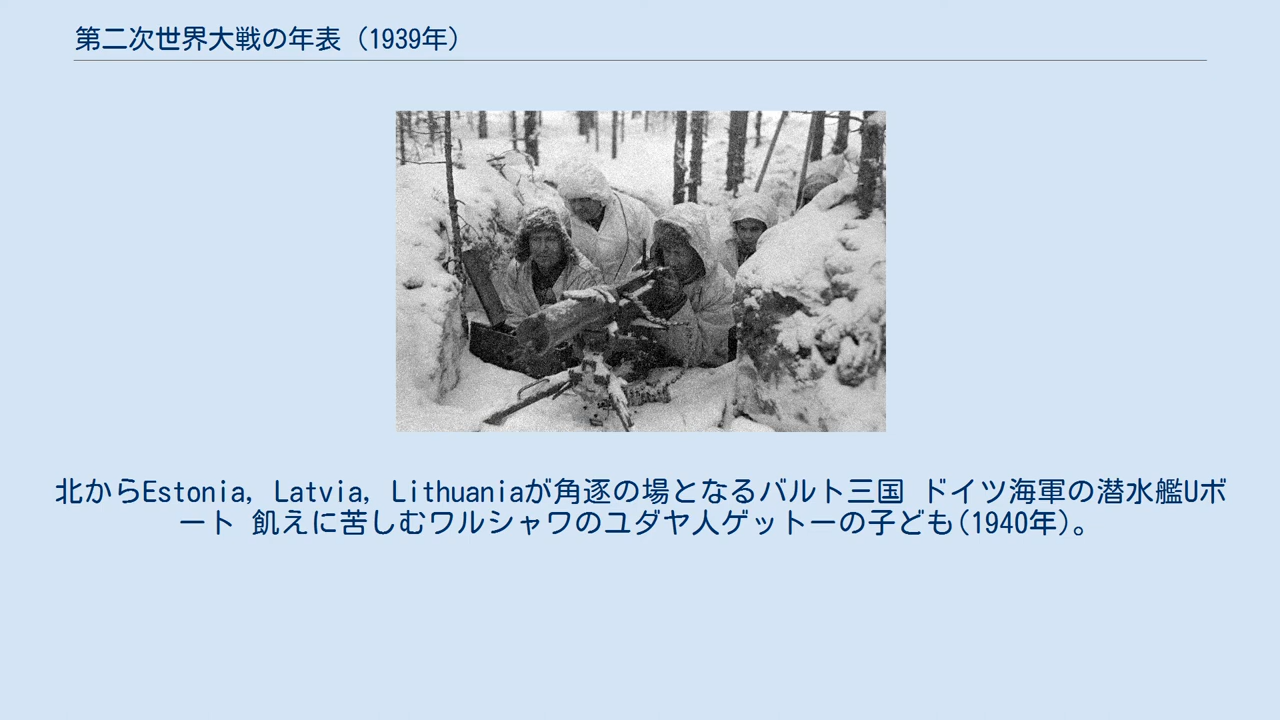 第二次世界大戦の年表（1939年）
北からEstonia, Latvia, Lithuaniaが角逐の場となるバルト三国 ドイツ海軍の潜水艦Uボ
ート 飢えに苦しむワルシャワのユダヤ人ゲットーの子ども(1940年)。